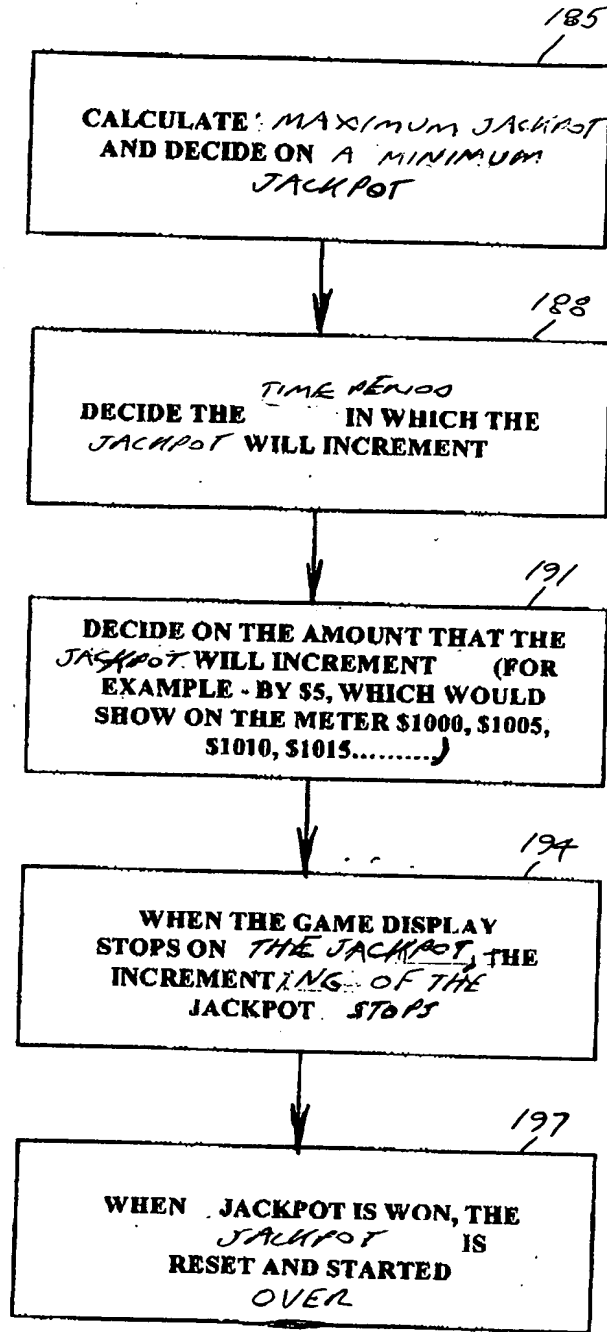 185
CALCULATE MAXIMUM JACKPOT
AND DECIDE ON A MINIMUM
JACKPOT
188
TIME PERIOD
DECIDE THE IN WHICH THE
JACKPOT WILL INCREMENT
191
DECIDE ON THE AMOUNT THAT THE
JACKPOT WILL INCREMENT (FOR
EXAMPLE - BY $5, WHICH WOULD
SHOW ON THE METER $1000, $1005,
$1010, $1015..........)
194
WHEN THE GAME DISPLAY
STOPS ON THE JACKPOT, THE
INCREMENTING OF THE
JACKPOT STOPS
197
WHEN JACKPOT IS WON, THE
JACKPOT IS
RESET AND STARTED
OVER